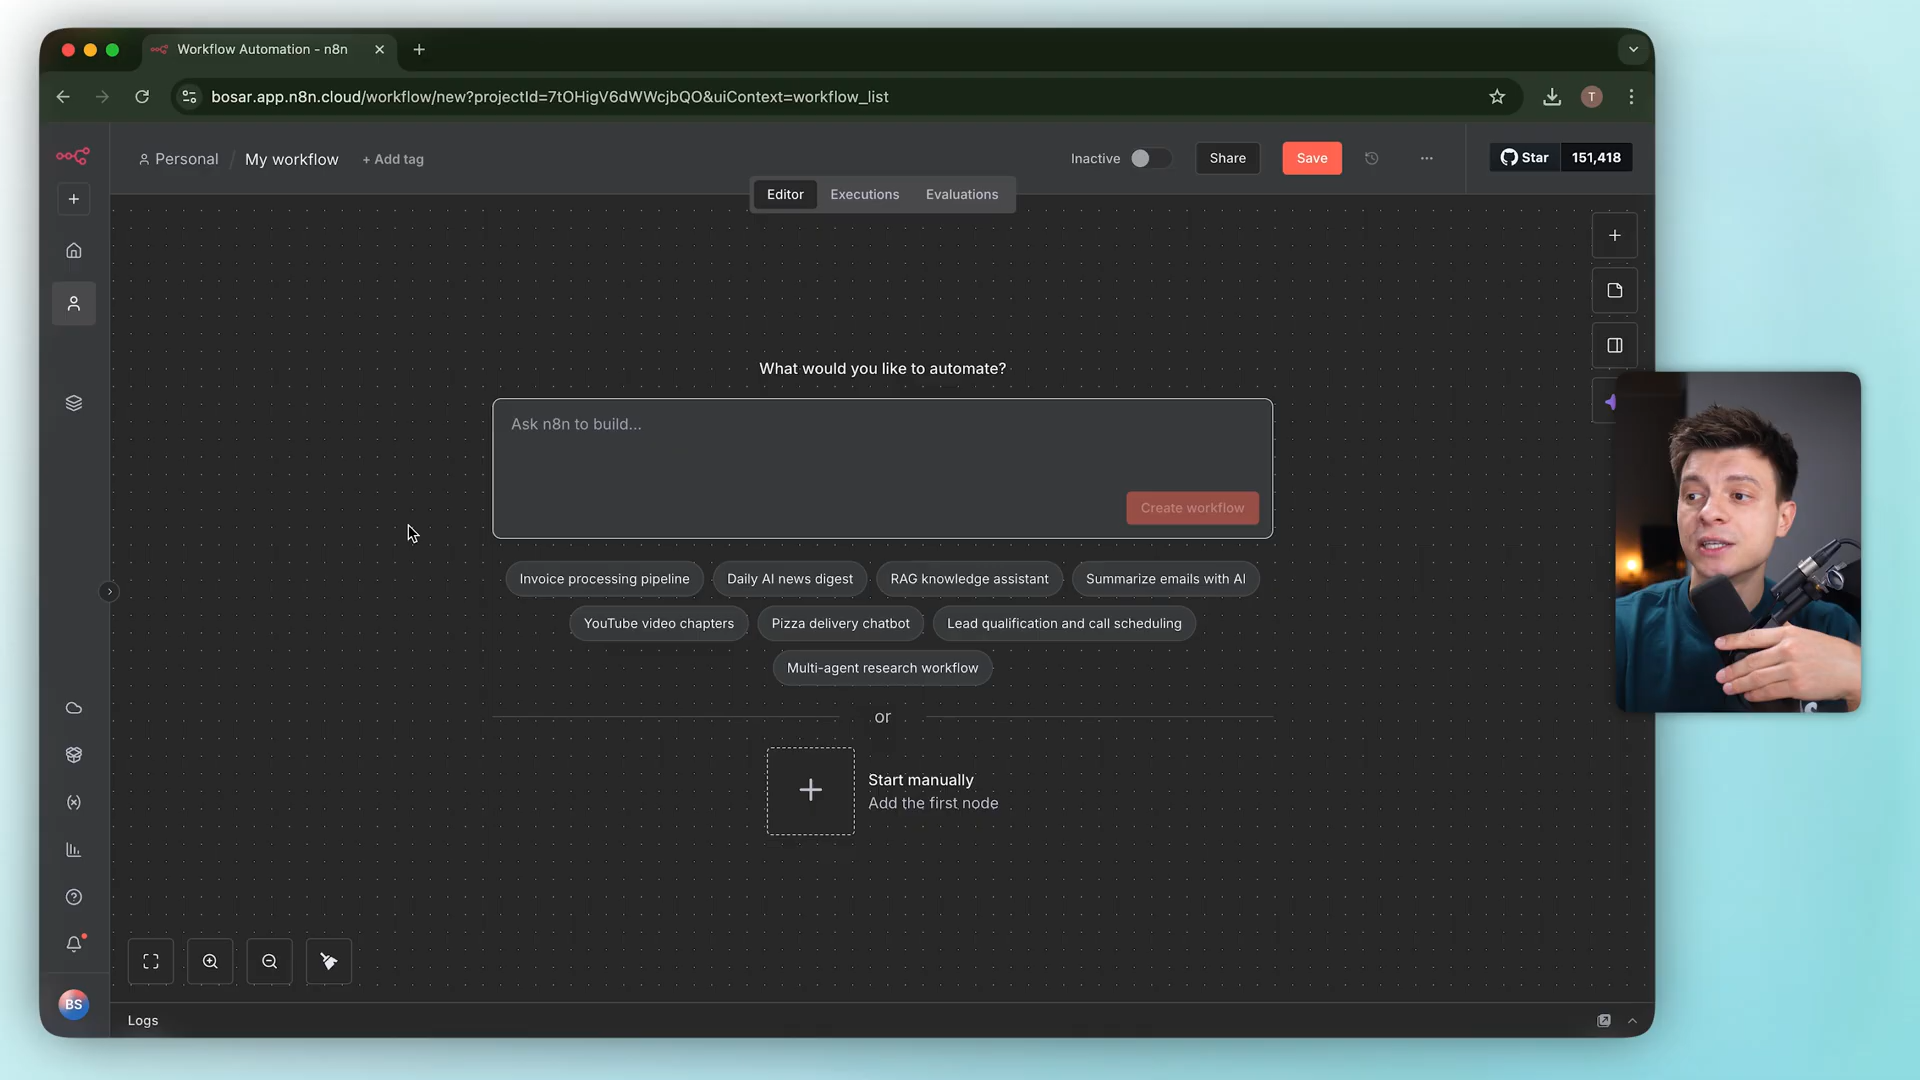 Workflow Automation - n8n
bosar.app.n8n.cloud/workflow/new?projectId=7tOHigV6dWWcjbQO&uiContext=workflow_list
Personal / My workflow + Add tag
Inactive Share Save ... Star 151,418
Editor Executions Evaluations
What would you like to automate?
Ask n8n to build...
Create workflow
Invoice processing pipeline Daily AI news digest RAG knowledge assistant Summarize emails with AI
YouTube video chapters Pizza delivery chatbot Lead qualification and call scheduling
Multi-agent research workflow
or
Start manually
Add the first node
BS
Logs
T